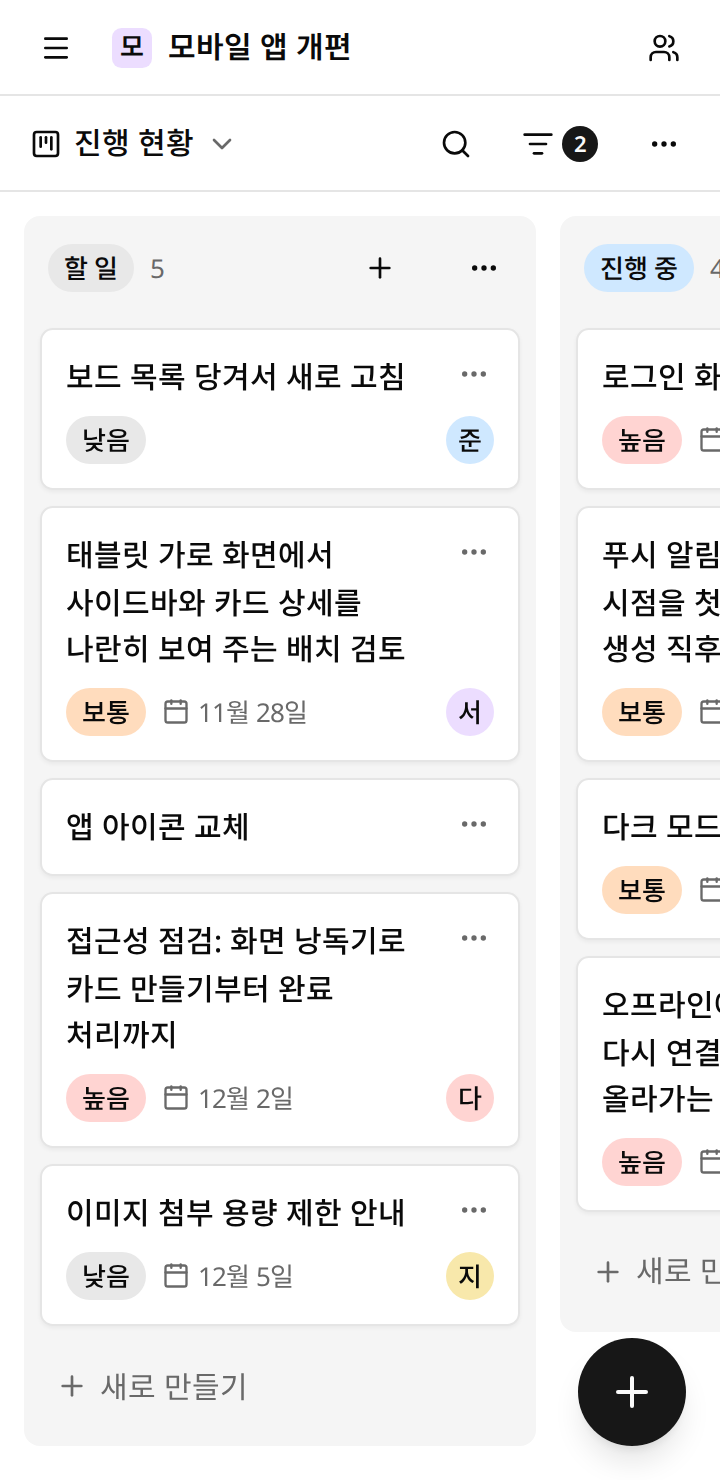 모 모바일 앱 개편
진행 현황 2
할 일 5
보드 목록 당겨서 새로 고침
낮음 준
태블릿 가로 화면에서
사이드바와 카드 상세를
나란히 보여 주는 배치 검토
보통 11월 28일 서
앱 아이콘 교체
접근성 점검: 화면 낭독기로
카드 만들기부터 완료
처리까지
높음 12월 2일 다
이미지 첨부 용량 제한 안내
낮음 12월 5일 지
새로 만들기
진행 중 4
로그인 화
높음
푸시 알림
시점을 첫
생성 직후
보통
다크 모드
보통
오프라인
다시 연결
올라가는
높음
새로